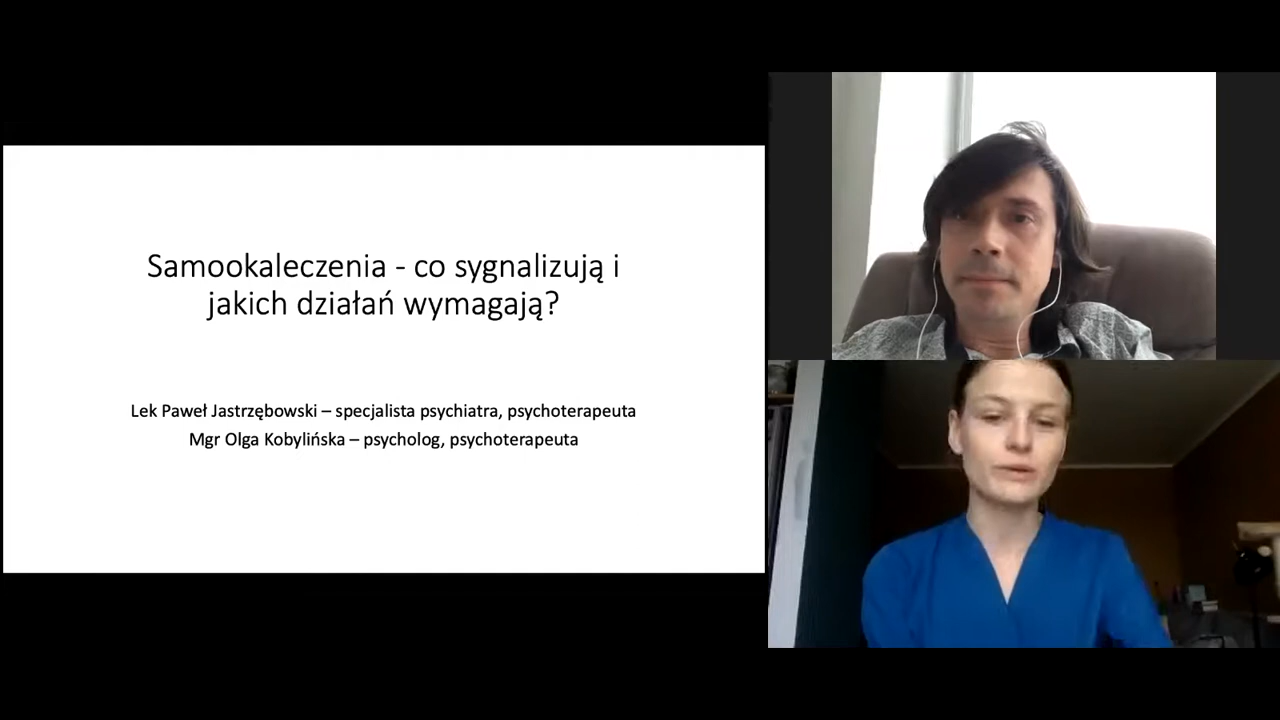 Samookaleczenia - co sygnalizują i
jakich działań wymagają?
Lek Paweł Jastrzębowski – specjalista psychiatra, psychoterapeuta
Mgr Olga Kobylińska – psycholog, psychoterapeuta